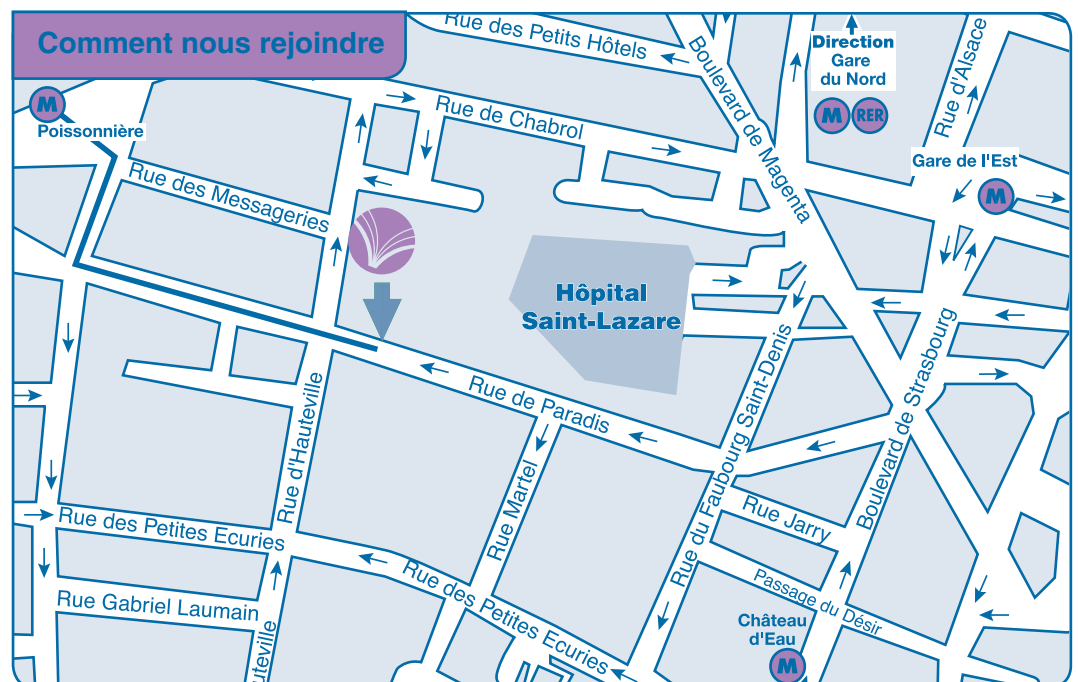 Comment nous rejoindre
Rue des Petits Hôtels
Boulevard de Magenta
Direction
Gare
du Nord
M
RER
Rue d'Alsace
M
Poissonnière
Rue de Chabrol
Gare de l'Est
M
Rue des Messageries
Hôpital
Saint-Lazare
Rue de Paradis
Rue d'Hauteville
Rue Martel
Rue du Faubourg Saint-Denis
Boulevard de Strasbourg
Rue Jarry
Rue des Petites Ecuries
Rue des Petites Ecuries
Passage du Désir
Rue Gabriel Laumain
uteville
Château
d'Eau
M